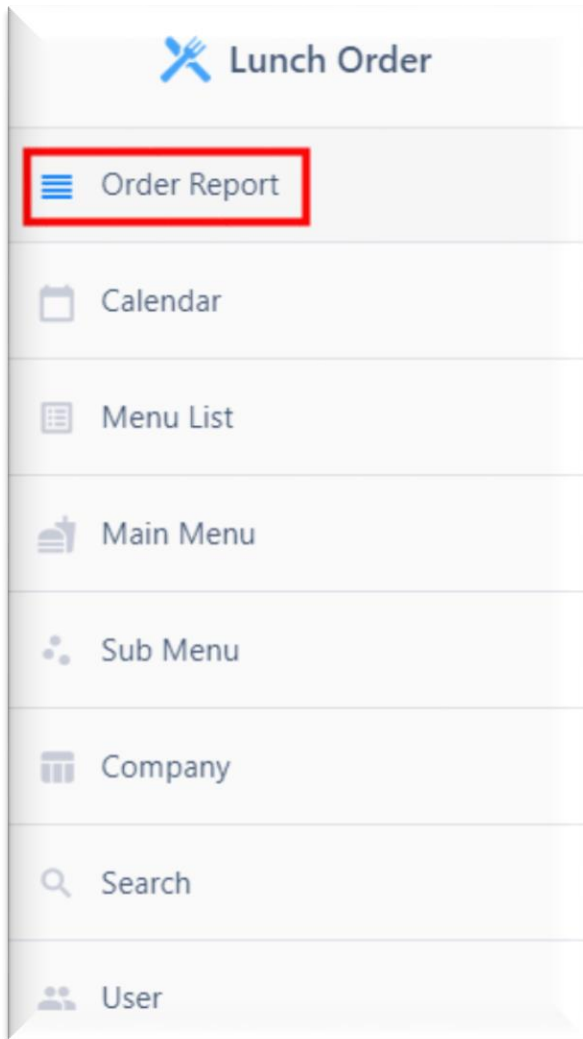 Lunch Order
Order Report
Calendar
Menu List
Main Menu
Sub Menu
Company
Search
User